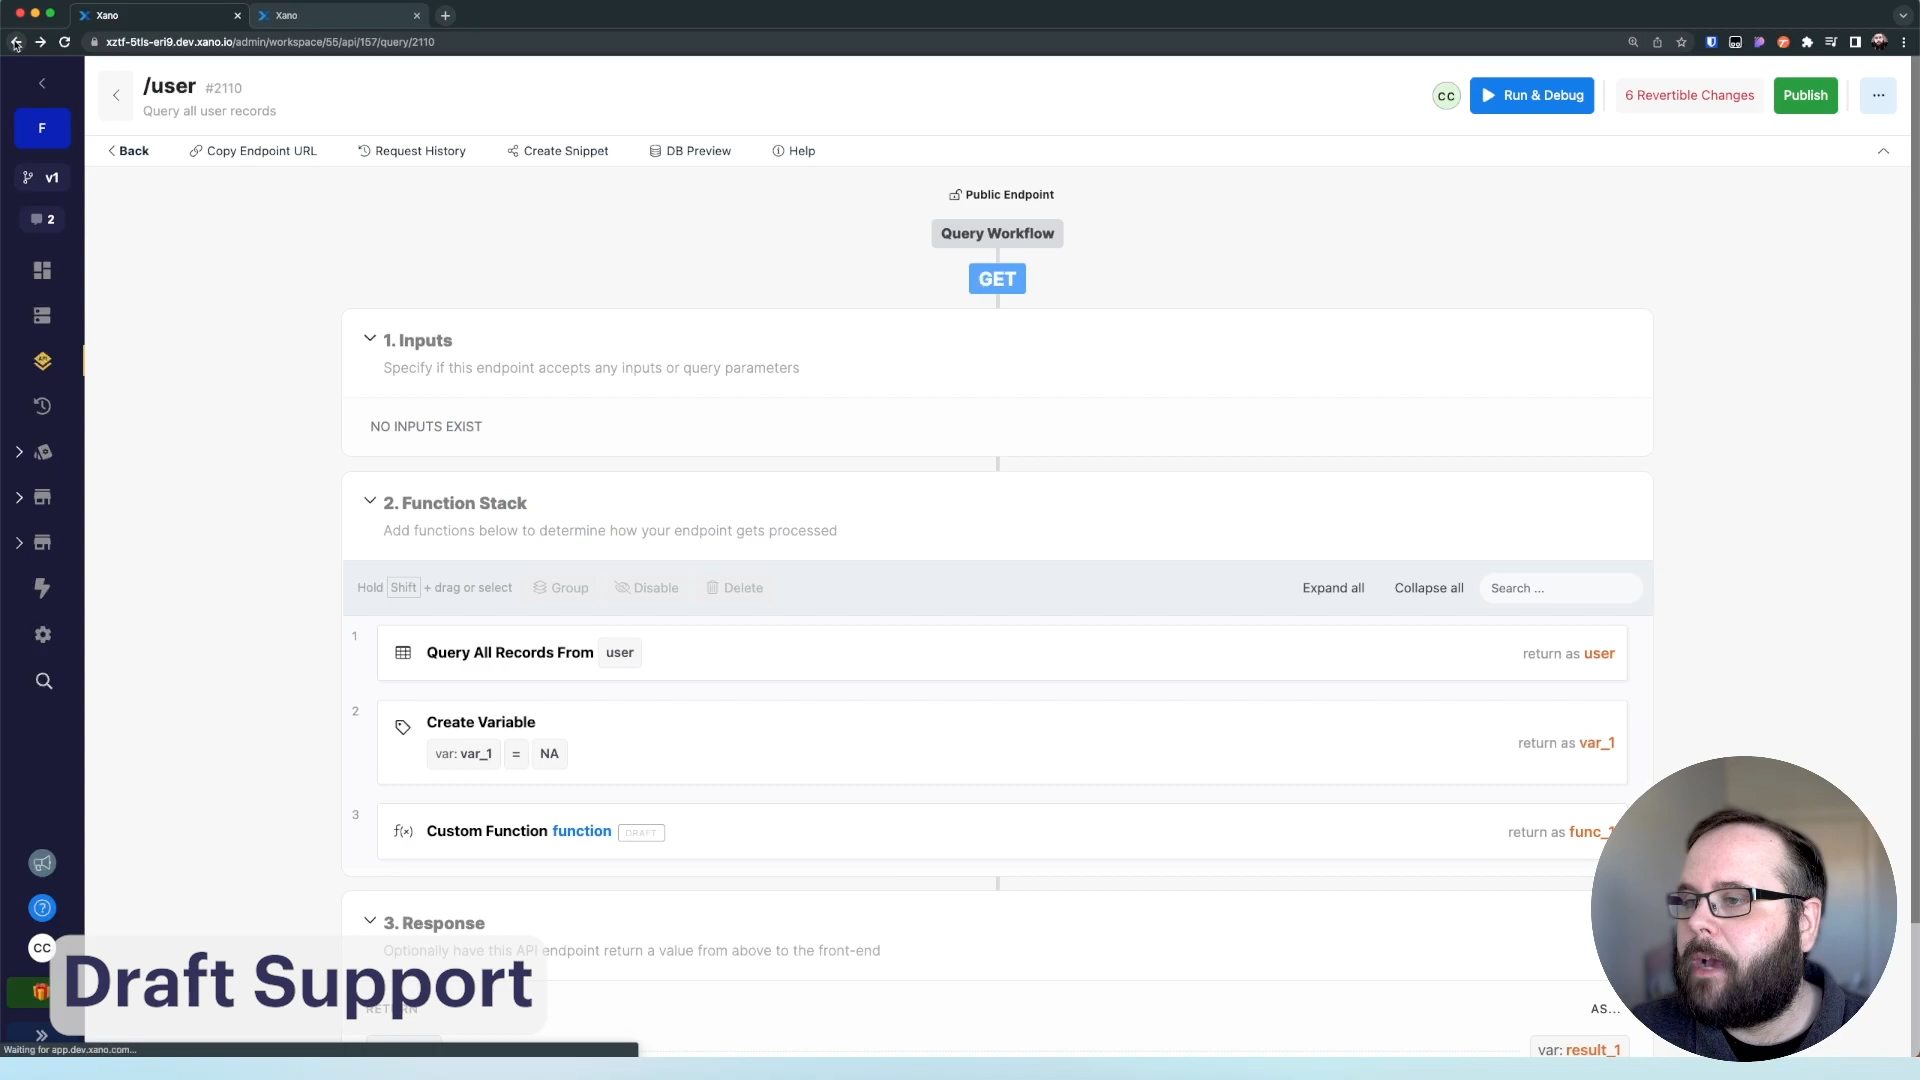 Xano
Xano
xztf-5tls-eri9.dev.xano.io/admin/workspace/55/api/157/query/2110
F
v1
2
/user #2110
Query all user records
CC
Run & Debug
6 Revertible Changes
Publish
Back
Copy Endpoint URL
Request History
Create Snippet
DB Preview
Help
Public Endpoint
Query Workflow
GET
1. Inputs
Specify if this endpoint accepts any inputs or query parameters
NO INPUTS EXIST
2. Function Stack
Add functions below to determine how your endpoint gets processed
Hold Shift + drag or select
Group
Disable
Delete
Expand all
Collapse all
Search ...
1
Query All Records From user
return as user
2
Create Variable
var: var_1 = NA
return as var_1
3
f(x) Custom Function function DRAFT
return as func_1
3. Response
Optionally have this API endpoint return a value from above to the front-end
RETURN
AS...
var: result_1
API
CC
Draft Support
Waiting for app.dev.xano.com...